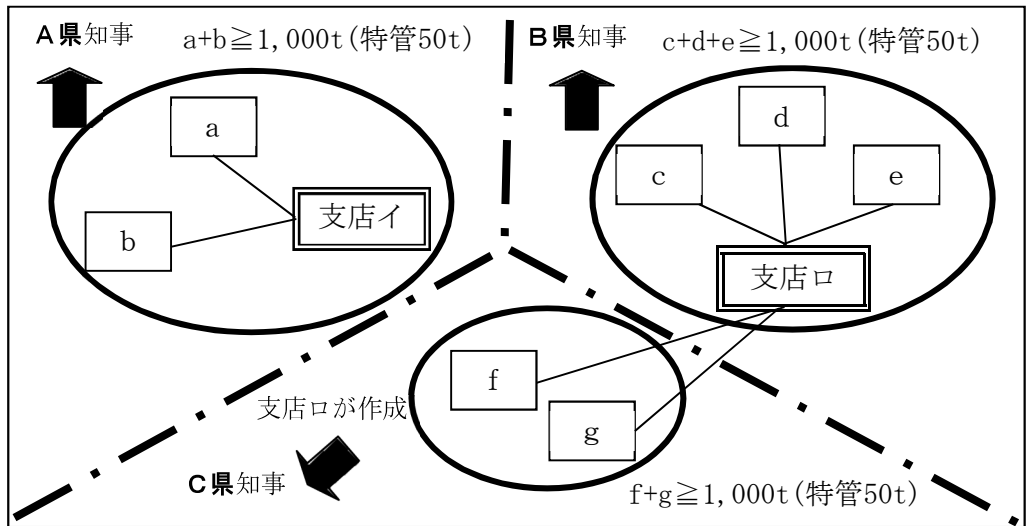 A県知事 a+b≧1,000t(特管50t)
B県知事 c+d+e≧1,000t(特管50t)
a
b
支店イ
d
c
e
支店ロ
f
g
支店ロが作成
C県知事
f+g≧1,000t(特管50t)